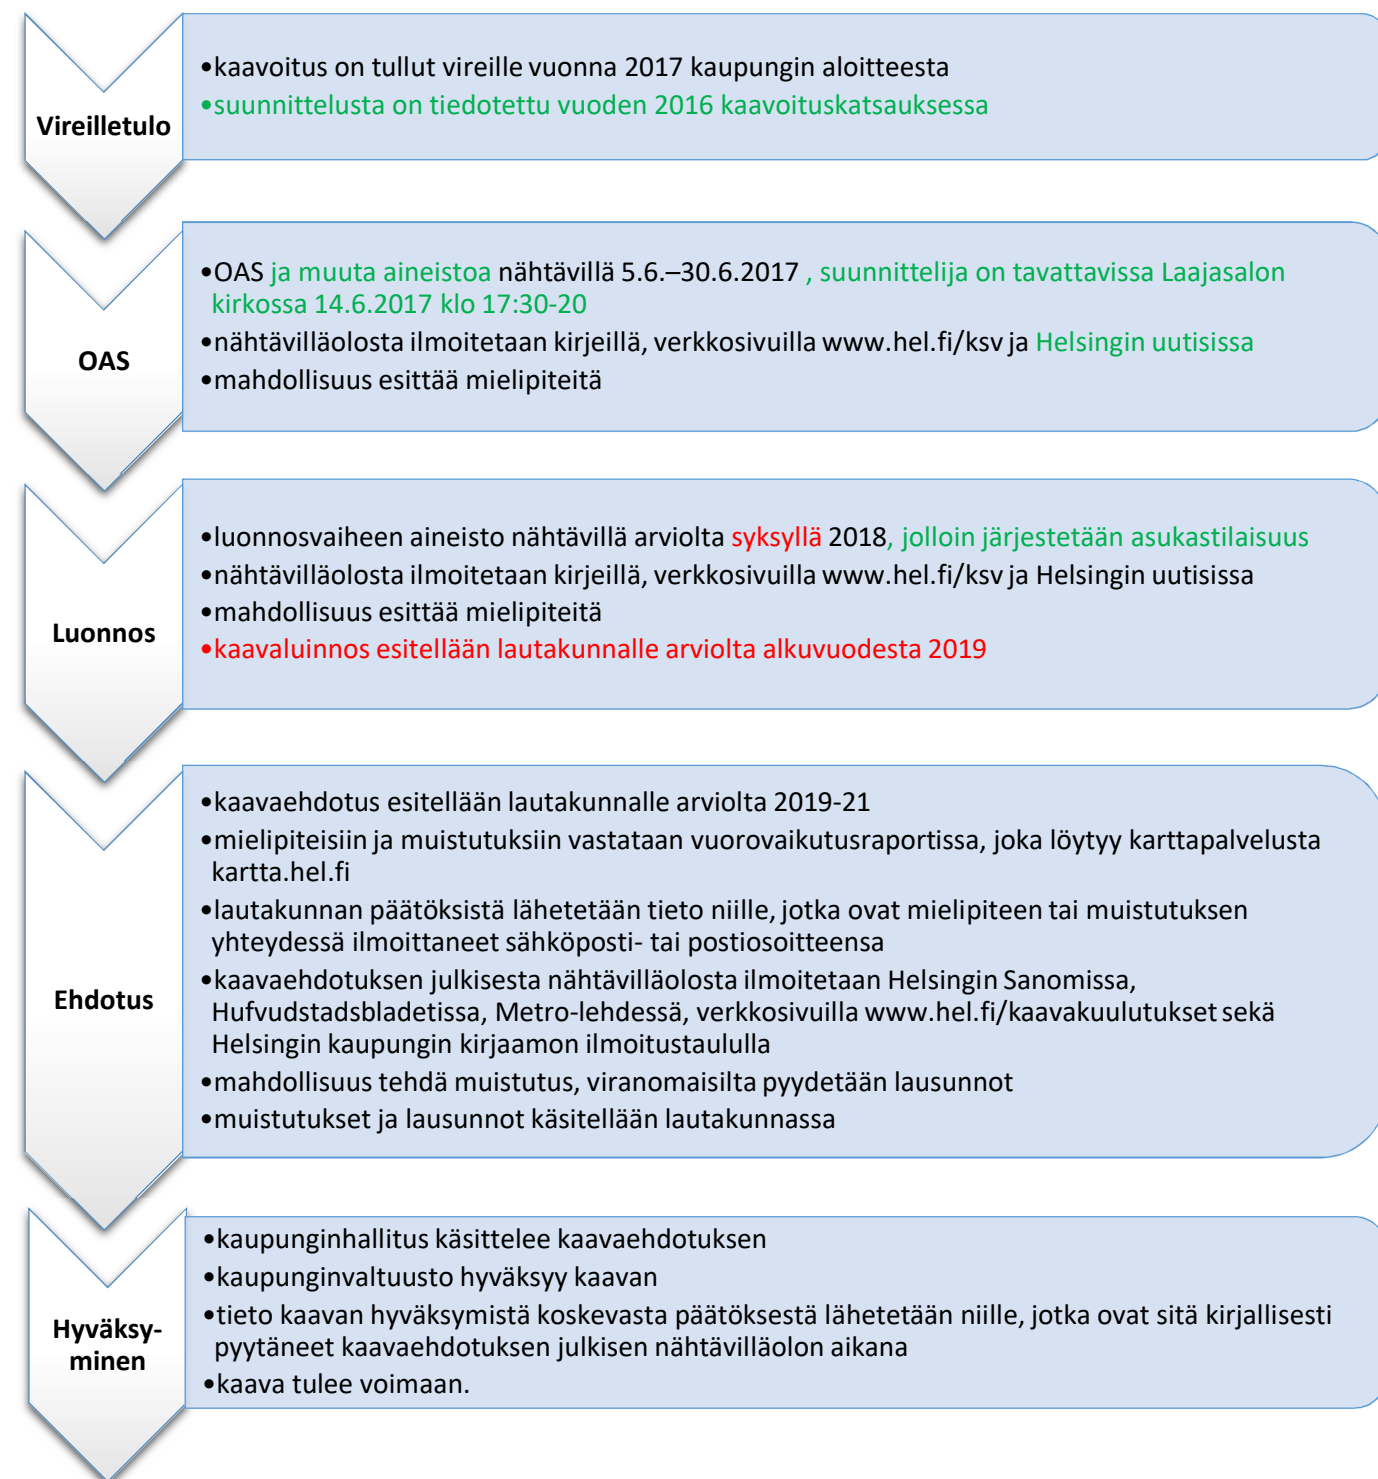 Vireilletulo
•kaavoitus on tullut vireille vuonna 2017 kaupungin aloitteesta
•suunnittelusta on tiedotettu vuoden 2016 kaavoituskatsauksessa
OAS
•OAS ja muuta aineistoa nähtävillä 5.6.–30.6.2017 , suunnittelija on tavattavissa Laajasalon
kirkossa 14.6.2017 klo 17:30-20
•nähtävilläolosta ilmoitetaan kirjeillä, verkkosivuilla www.hel.fi/ksv ja Helsingin uutisissa
•mahdollisuus esittää mielipiteitä
Luonnos
•luonnosvaiheen aineisto nähtävillä arviolta syksyllä 2018, jolloin järjestetään asukastilaisuus
•nähtävilläolosta ilmoitetaan kirjeillä, verkkosivuilla www.hel.fi/ksv ja Helsingin uutisissa
•mahdollisuus esittää mielipiteitä
•kaavaluinnos esitellään lautakunnalle arviolta alkuvuodesta 2019
Ehdotus
•kaavaehdotus esitellään lautakunnalle arviolta 2019-21
•mielipiteisiin ja muistutuksiin vastataan vuorovaikutusraportissa, joka löytyy karttapalvelusta
kartta.hel.fi
•lautakunnan päätöksistä lähetetään tieto niille, jotka ovat mielipiteen tai muistutuksen
yhteydessä ilmoittaneet sähköposti- tai postiosoitteensa
•kaavaehdotuksen julkisesta nähtävilläolosta ilmoitetaan Helsingin Sanomissa,
Hufvudstadsbladetissa, Metro-lehdessä, verkkosivuilla www.hel.fi/kaavakuulutukset sekä
Helsingin kaupungin kirjaamon ilmoitustaululla
•mahdollisuus tehdä muistutus, viranomaisilta pyydetään lausunnot
•muistutukset ja lausunnot käsitellään lautakunnassa
Hyväksy-
minen
•kaupunginhallitus käsittelee kaavaehdotuksen
•kaupunginvaltuusto hyväksyy kaavan
•tieto kaavan hyväksymistä koskevasta päätöksestä lähetetään niille, jotka ovat sitä kirjallisesti
pyytäneet kaavaehdotuksen julkisen nähtävilläolon aikana
•kaava tulee voimaan.